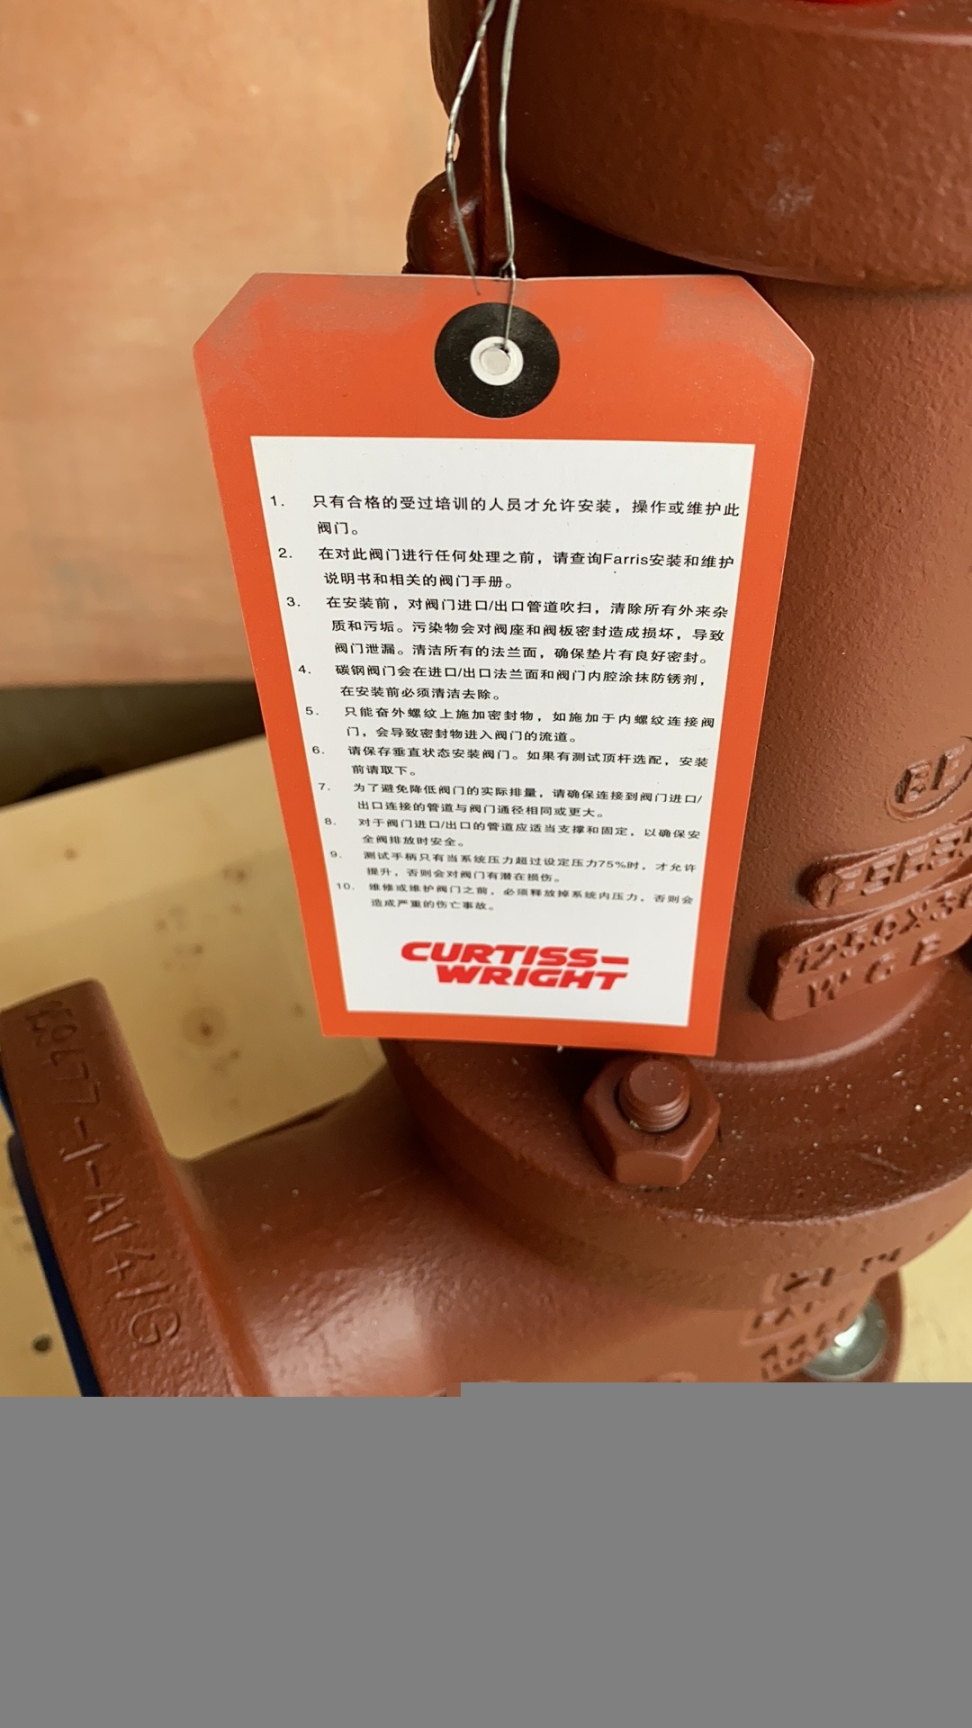 1. 只有合格的受过培训的人员才允许安装，操作或维护此
阀门。
2. 在对此阀门进行任何处理之前，请查询Farris安装和维护
说明书和相关的阀门手册。
3. 在安装前，对阀门进口/出口管道吹扫，清除所有外来杂
质和污垢。污染物会对阀座和阀板密封造成损坏，导致
阀门泄漏。清洁所有的法兰面，确保垫片有良好密封。
4. 碳钢阀门会在进口/出口法兰面和阀门内腔涂抹防锈剂，
在安装前必须清洁去除。
5. 只能奋外螺纹上施加密封物，如施加于内螺纹连接阀
门，会导致密封物进入阀门的流道。
6. 请保存垂直状态安装阀门。如果有测试顶杆选配，安装
前请取下。
7. 为了避免降低阀门的实际排量，请确保连接到阀门进口/
出口连接的管道与阀门通径相同或更大。
8. 对于阀门进口/出口的管道应适当支撑和固定，以确保安
全阀排放时安全。
9. 测试手柄只有当系统压力超过设定压力75%时，才允许
提升，否则会对阀门有潜在损伤。
10. 维修或维护阀门之前，必须释放掉系统内压力，否则会
造成严重的伤亡事故。
CURTISS-
WRIGHT
WCB